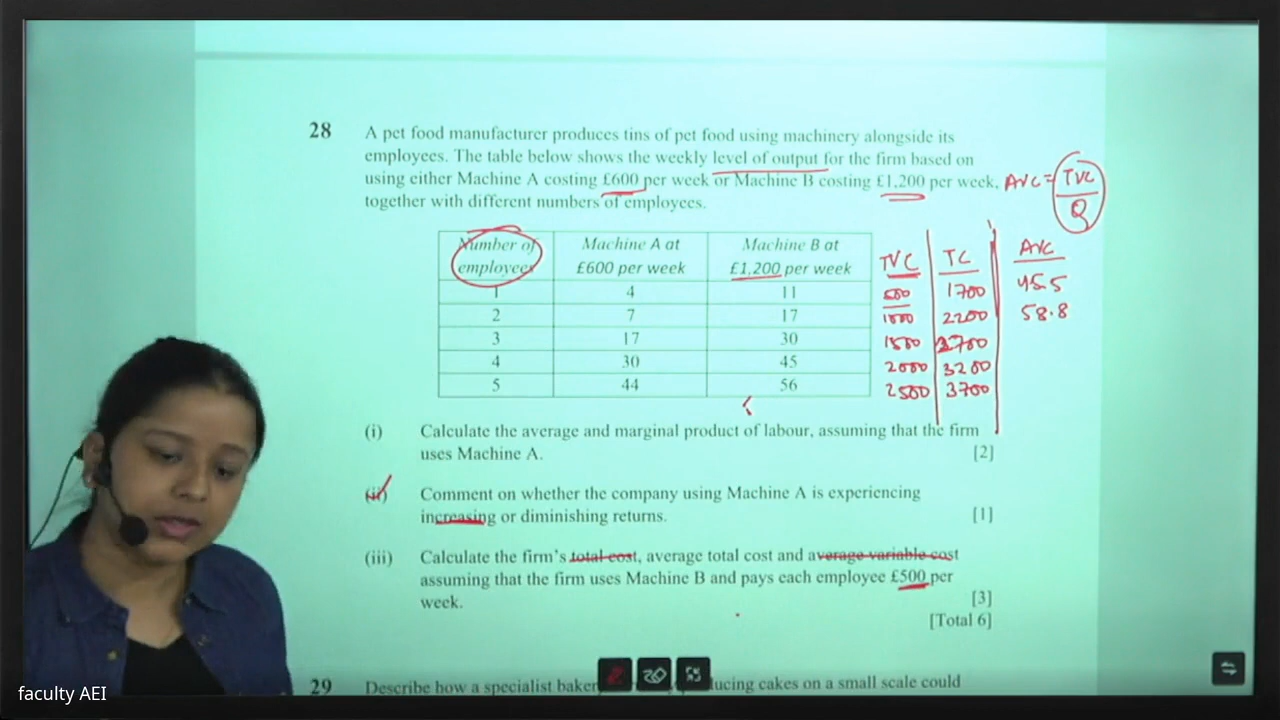 28 A pet food manufacturer produces tins of pet food using machinery alongside its
employees. The table below shows the weekly level of output for the firm based on
using either Machine A costing £600 per week or Machine B costing £1,200 per week,
together with different numbers of employees.
AVC = TVC
Q
Number of employees Machine A at £600 per week Machine B at £1,200 per week TVC TC AVC
1 4 11 500 1700 45.5
2 7 17 1000 2200 58.8
3 17 30 1500 2700
4 30 45 2000 3200
5 44 56 2500 3700
(i) Calculate the average and marginal product of labour, assuming that the firm
uses Machine A. [2]
(ii) Comment on whether the company using Machine A is experiencing
increasing or diminishing returns. [1]
(iii) Calculate the firm's total cost, average total cost and average variable cost
assuming that the firm uses Machine B and pays each employee £500 per
week. [3]
[Total 6]
29 Describe how a specialist ucing cakes on a small scale could
faculty AEI